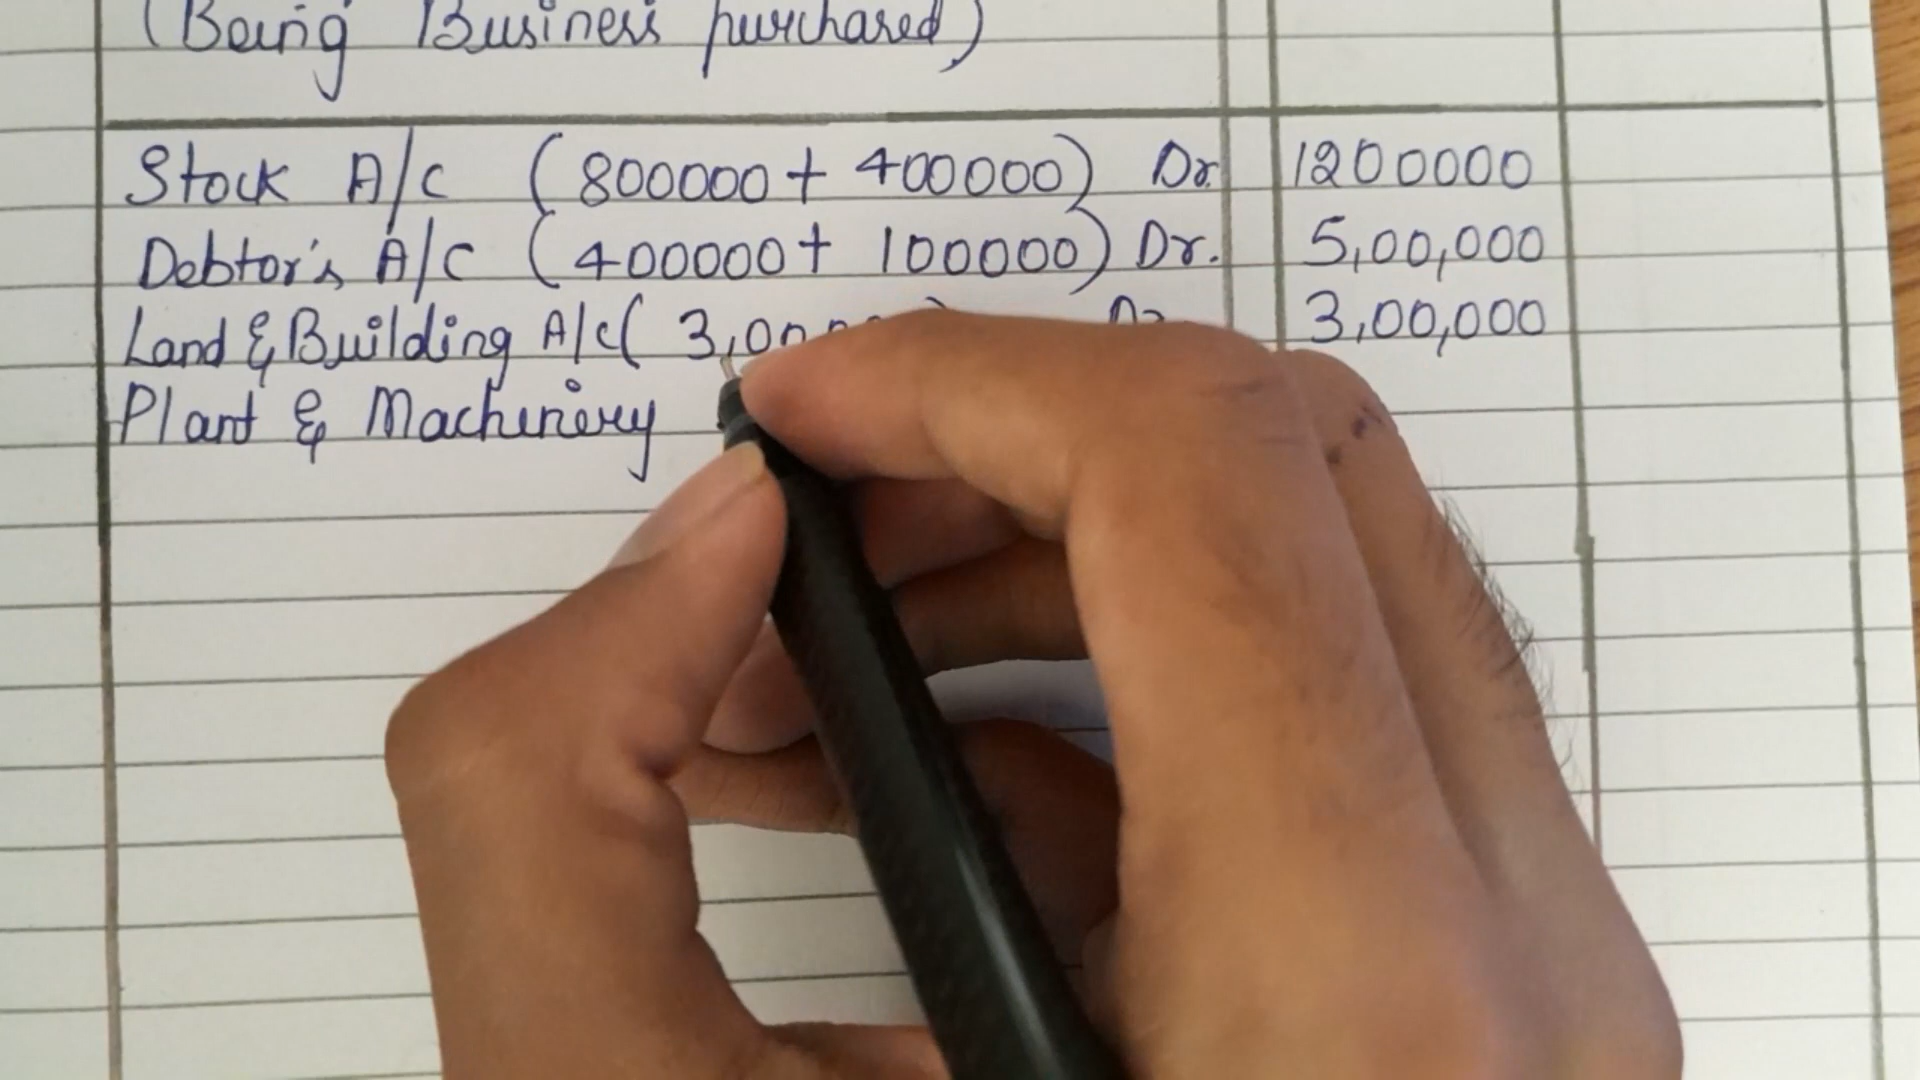 (Being Business purchased)
Stock A/c (800000 + 400000) Dr. 1200000
Debtor's A/C (400000 + 100000) Dr. 5,00,000
Land & Building A/c ( 3,00 3,00,000
Plant & Machinery